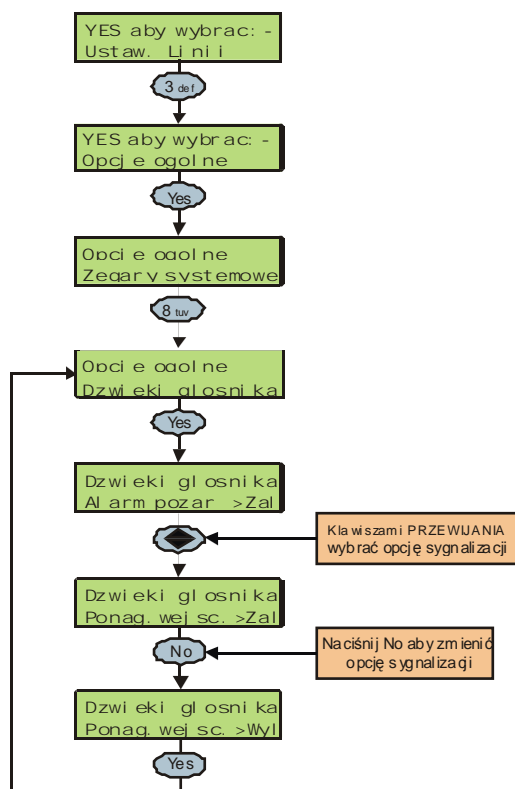 YES aby wybrac: -
Ustaw. Linii
3 def
YES aby wybrac: -
Opcje ogolne
Yes
Opcje ogolne
Zegary systemowe
8 tuv
Opcje ogolne
Dzwieki glosnika
Yes
Dzwieki glosnika
Alarm pozar >Zal
Klawiszami PRZEWIJANIA
wybrać opcję sygnalizacji
Dzwieki glosnika
Ponag. wejsc. >Zal
No
Naciśnij No aby zmienić
opcję sygnalizacji
Dzwieki glosnika
Ponag. wejsc. >Wyl
Yes